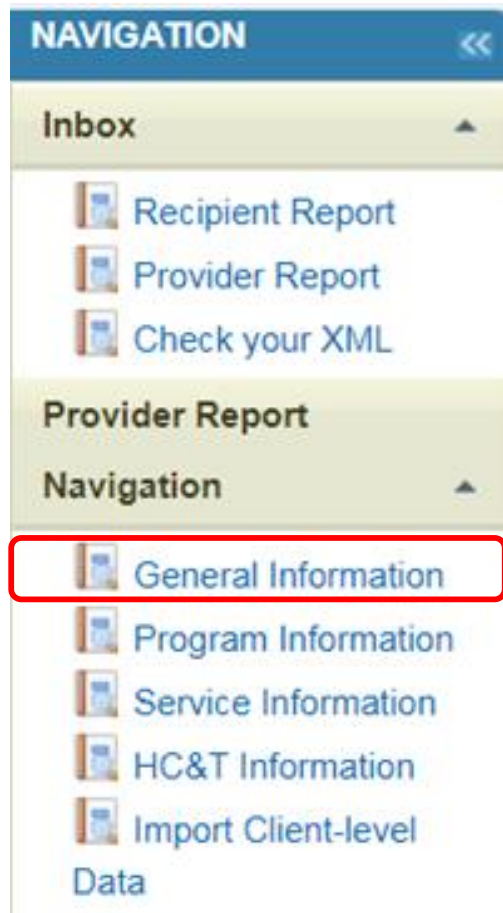 NAVIGATION
Inbox
Recipient Report
Provider Report
Check your XML
Provider Report
Navigation
General Information
Program Information
Service Information
HC&T Information
Import Client-level
Data